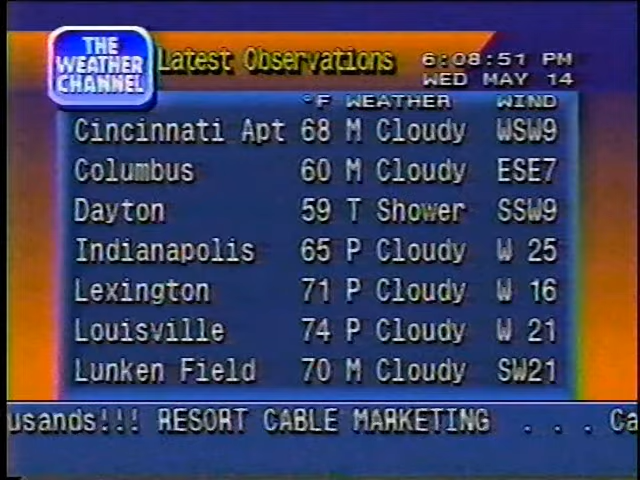 THE WEATHER CHANNEL
Latest Observations
6:08:51 PM
WED MAY 14
°F WEATHER WIND
Cincinnati Apt 68 M Cloudy WSW9
Columbus 60 M Cloudy ESE7
Dayton 59 T Shower SSW9
Indianapolis 65 P Cloudy W 25
Lexington 71 P Cloudy W 16
Louisville 74 P Cloudy W 21
Lunken Field 70 M Cloudy SW21
usands!!! RESORT CABLE MARKETING . . . Ca